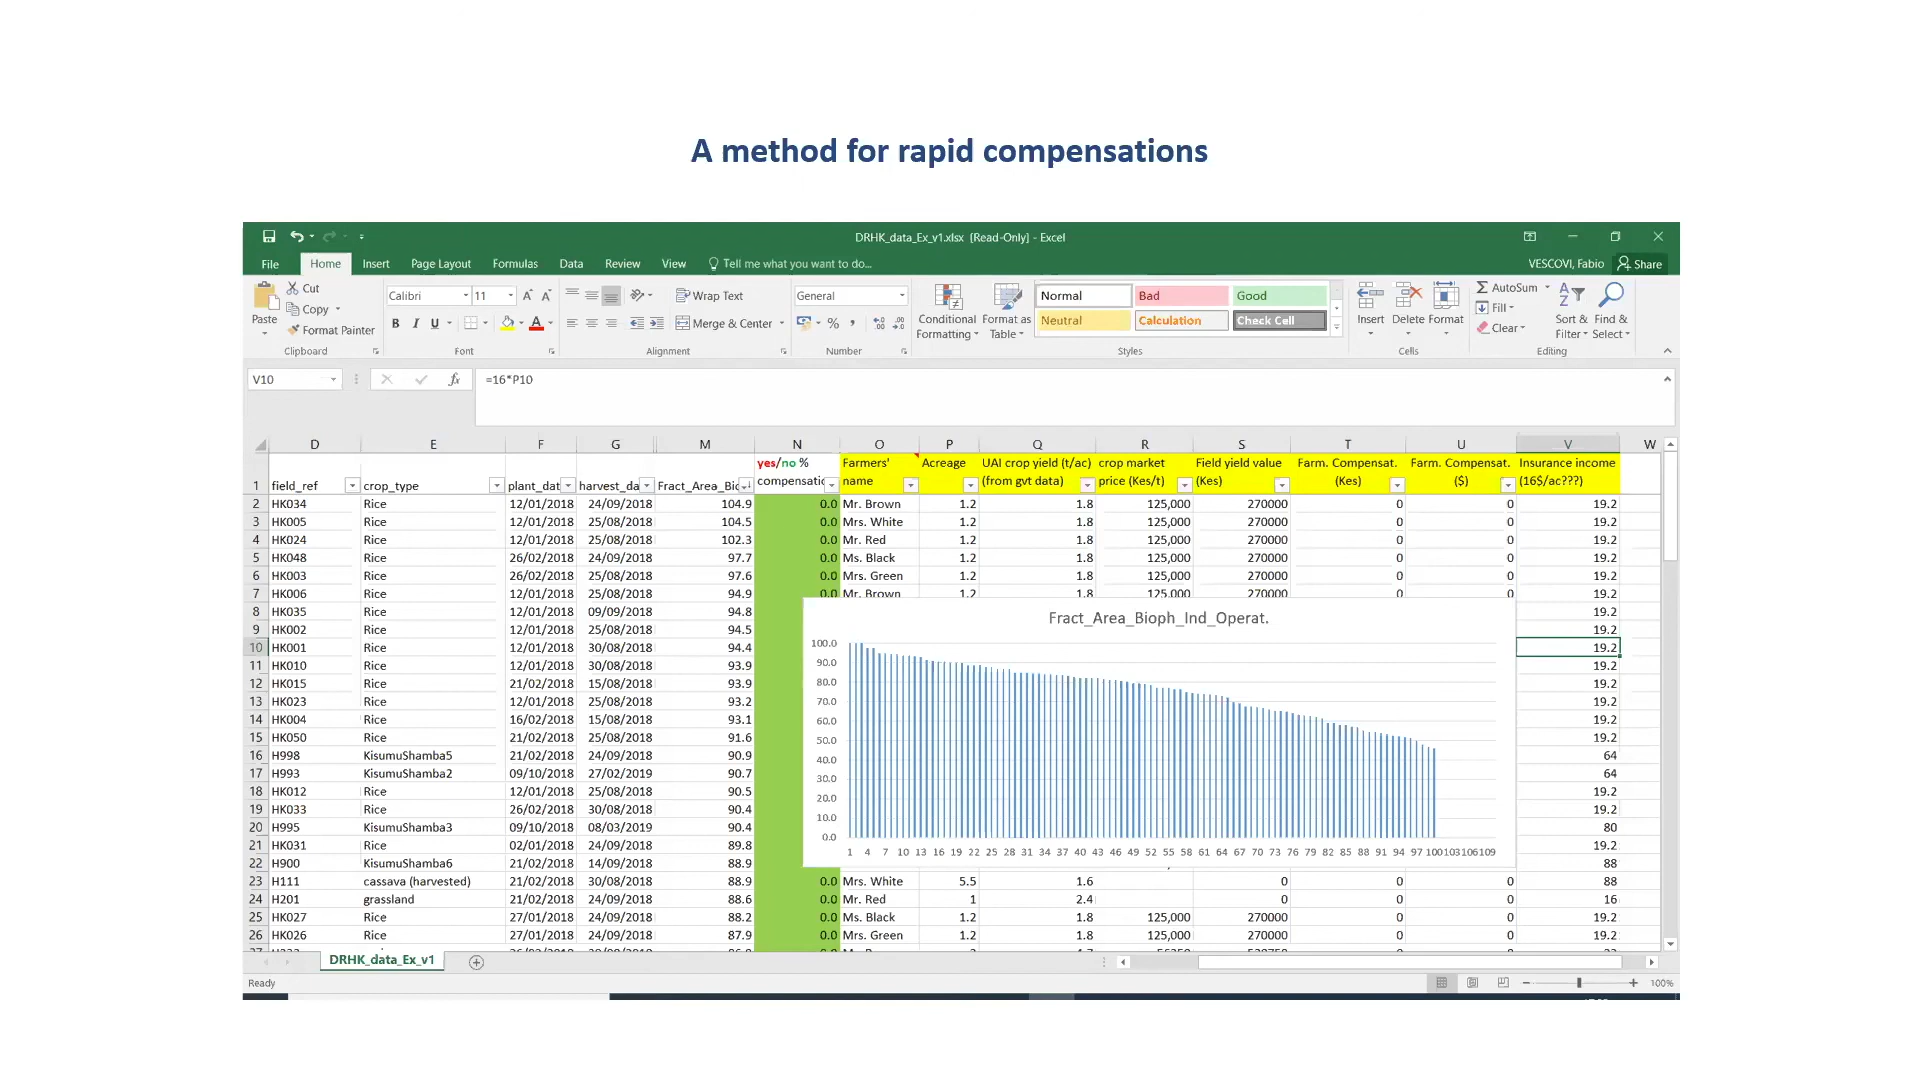 A method for rapid compensations
DRHK_data_Ex_v1.xlsx [Read-Only] - Excel
File Home Insert Page Layout Formulas Data Review View Tell me what you want to do... VESCOVI, Fabio Share
Cut
Copy
Format Painter
Paste
Calibri 11
B I U
Wrap Text
Merge & Center
General
Conditional Formatting
Format as Table
Normal Bad Good
Neutral Calculation Check Cell
Insert Delete Format
AutoSum
Fill
Clear
Sort & Filter
Find & Select
Clipboard Font Alignment Number Styles Cells Editing
V10 fx =16*P10
D E F G M N O P Q R S T U V W
1 field_ref crop_type plant_dat harvest_da Fract_Area_Bio yes/no % compensatic Farmers' name Acreage UAI crop yield (t/ac) (from gvt data) crop market price (Kes/t) Field yield value (Kes) Farm. Compensat. (Kes) Farm. Compensat. ($) Insurance income (16$/ac???)
2 HK034 Rice 12/01/2018 24/09/2018 104.9 0.0 Mr. Brown 1.2 1.8 125,000 270000 0 0 19.2
3 HK005 Rice 12/01/2018 25/08/2018 104.5 0.0 Mrs. White 1.2 1.8 125,000 270000 0 0 19.2
4 HK024 Rice 12/01/2018 25/08/2018 102.3 0.0 Mr. Red 1.2 1.8 125,000 270000 0 0 19.2
5 HK048 Rice 26/02/2018 24/09/2018 97.7 0.0 Ms. Black 1.2 1.8 125,000 270000 0 0 19.2
6 HK003 Rice 26/02/2018 25/08/2018 97.6 0.0 Mrs. Green 1.2 1.8 125,000 270000 0 0 19.2
7 HK006 Rice 12/01/2018 25/08/2018 94.9 0.0 Mr. Brown 1.2 1.8 125,000 270000 0 0 19.2
8 HK035 Rice 12/01/2018 09/09/2018 94.8 19.2
9 HK002 Rice 12/01/2018 25/08/2018 94.5 19.2
10 HK001 Rice 12/01/2018 30/08/2018 94.4 19.2
11 HK010 Rice 12/01/2018 30/08/2018 93.9 19.2
12 HK015 Rice 21/02/2018 15/08/2018 93.9 19.2
13 HK023 Rice 12/01/2018 25/08/2018 93.2 19.2
14 HK004 Rice 16/02/2018 15/08/2018 93.1 19.2
15 HK050 Rice 21/02/2018 25/08/2018 91.6 19.2
16 H998 KisumuShamba5 21/02/2018 24/09/2018 90.9 64
17 H993 KisumuShamba2 09/10/2018 27/02/2019 90.7 64
18 HK012 Rice 12/01/2018 25/08/2018 90.5 19.2
19 HK033 Rice 26/02/2018 30/08/2018 90.4 19.2
20 H995 KisumuShamba3 09/10/2018 08/03/2019 90.4 80
21 HK031 Rice 02/01/2018 24/09/2018 89.8 19.2
22 H900 KisumuShamba6 21/02/2018 14/09/2018 88.9 88
23 H111 cassava (harvested) 21/02/2018 30/08/2018 88.9 0.0 Mrs. White 5.5 1.6 0 0 0 88
24 H201 grassland 21/02/2018 24/09/2018 88.6 0.0 Mr. Red 1 2.4 0 0 0 16
25 HK027 Rice 27/01/2018 24/09/2018 88.2 0.0 Ms. Black 1.2 1.8 125,000 270000 0 0 19.2
26 HK026 Rice 27/01/2018 24/09/2018 87.9 0.0 Mrs. Green 1.2 1.8 125,000 270000 0 0 19.2
Fract_Area_Bioph_Ind_Operat.
100.0
90.0
80.0
70.0
60.0
50.0
40.0
30.0
20.0
10.0
0.0
1 4 7 10 13 16 19 22 25 28 31 34 37 40 43 46 49 52 55 58 61 64 67 70 73 76 79 82 85 88 91 94 97 100 103 106 109
DRHK_data_Ex_v1
Ready 100%